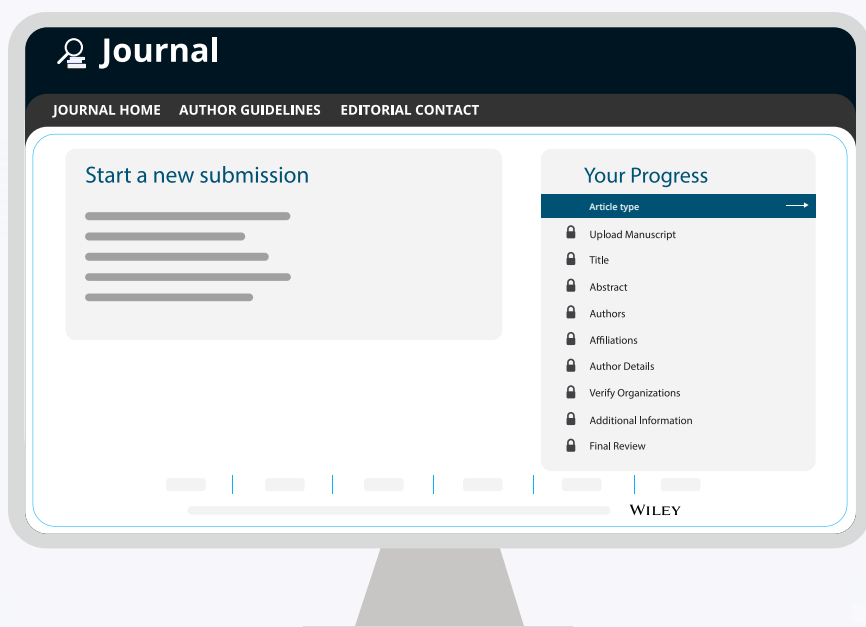 Journal
JOURNAL HOME AUTHOR GUIDELINES EDITORIAL CONTACT
Start a new submission
Your Progress
Article type
Upload Manuscript
Title
Abstract
Authors
Affiliations
Author Details
Verify Organizations
Additional Information
Final Review
WILEY